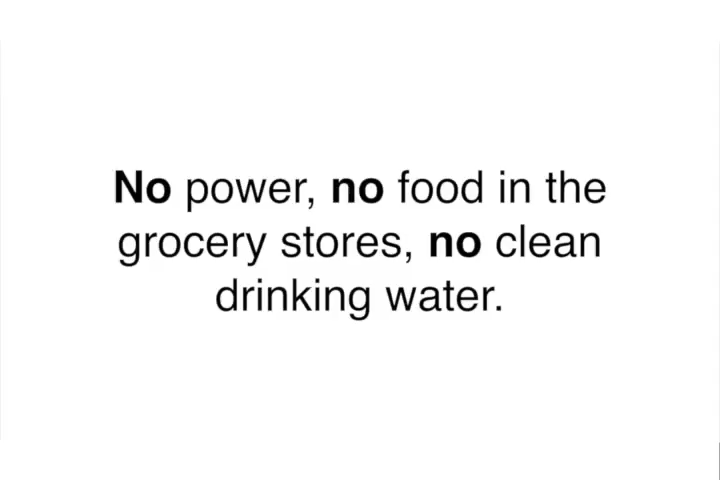 No power, no food in the
grocery stores, no clean
drinking water.